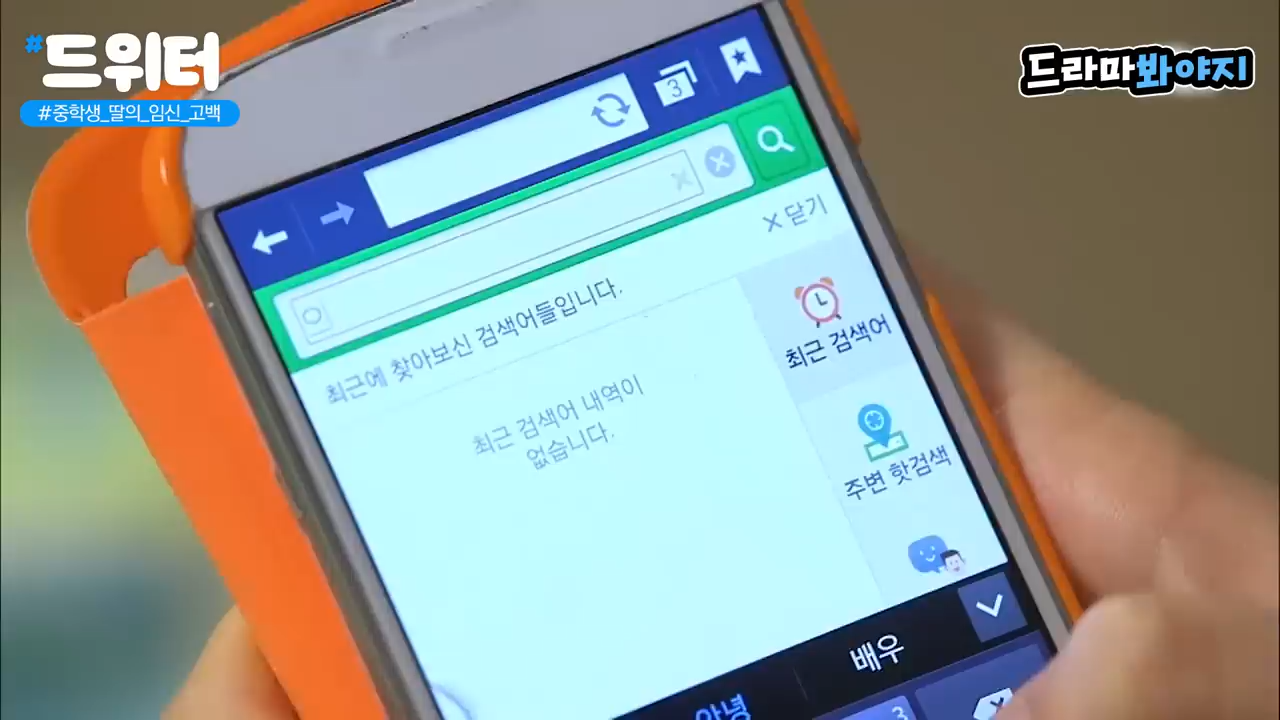 #드위터
#중학생_딸의_임신_고백
드라마봐야지
3
ㅇ
닫기
최근에 찾아보신 검색어들입니다.
최근 검색어 내역이
없습니다.
최근 검색어
주변 핫검색
안녕
배우
3